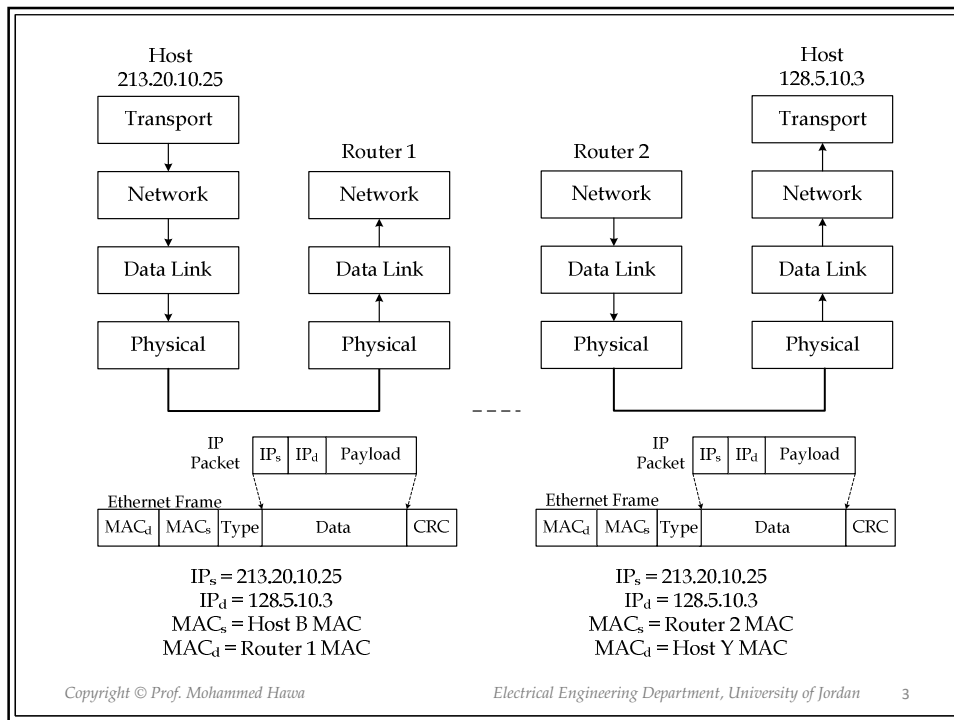 Host
213.20.10.25
Transport
Network
Data Link
Physical
Router 1
Network
Data Link
Physical
Router 2
Network
Data Link
Physical
Host
128.5.10.3
Transport
Network
Data Link
Physical
IP
Packet
IPs IPd Payload
Ethernet Frame
MACd MACs Type Data CRC
IPs = 213.20.10.25
IPd = 128.5.10.3
MACs = Host B MAC
MACd = Router 1 MAC
IP
Packet
IPs IPd Payload
Ethernet Frame
MACd MACs Type Data CRC
IPs = 213.20.10.25
IPd = 128.5.10.3
MACs = Router 2 MAC
MACd = Host Y MAC
Copyright © Prof. Mohammed Hawa
Electrical Engineering Department, University of Jordan 3